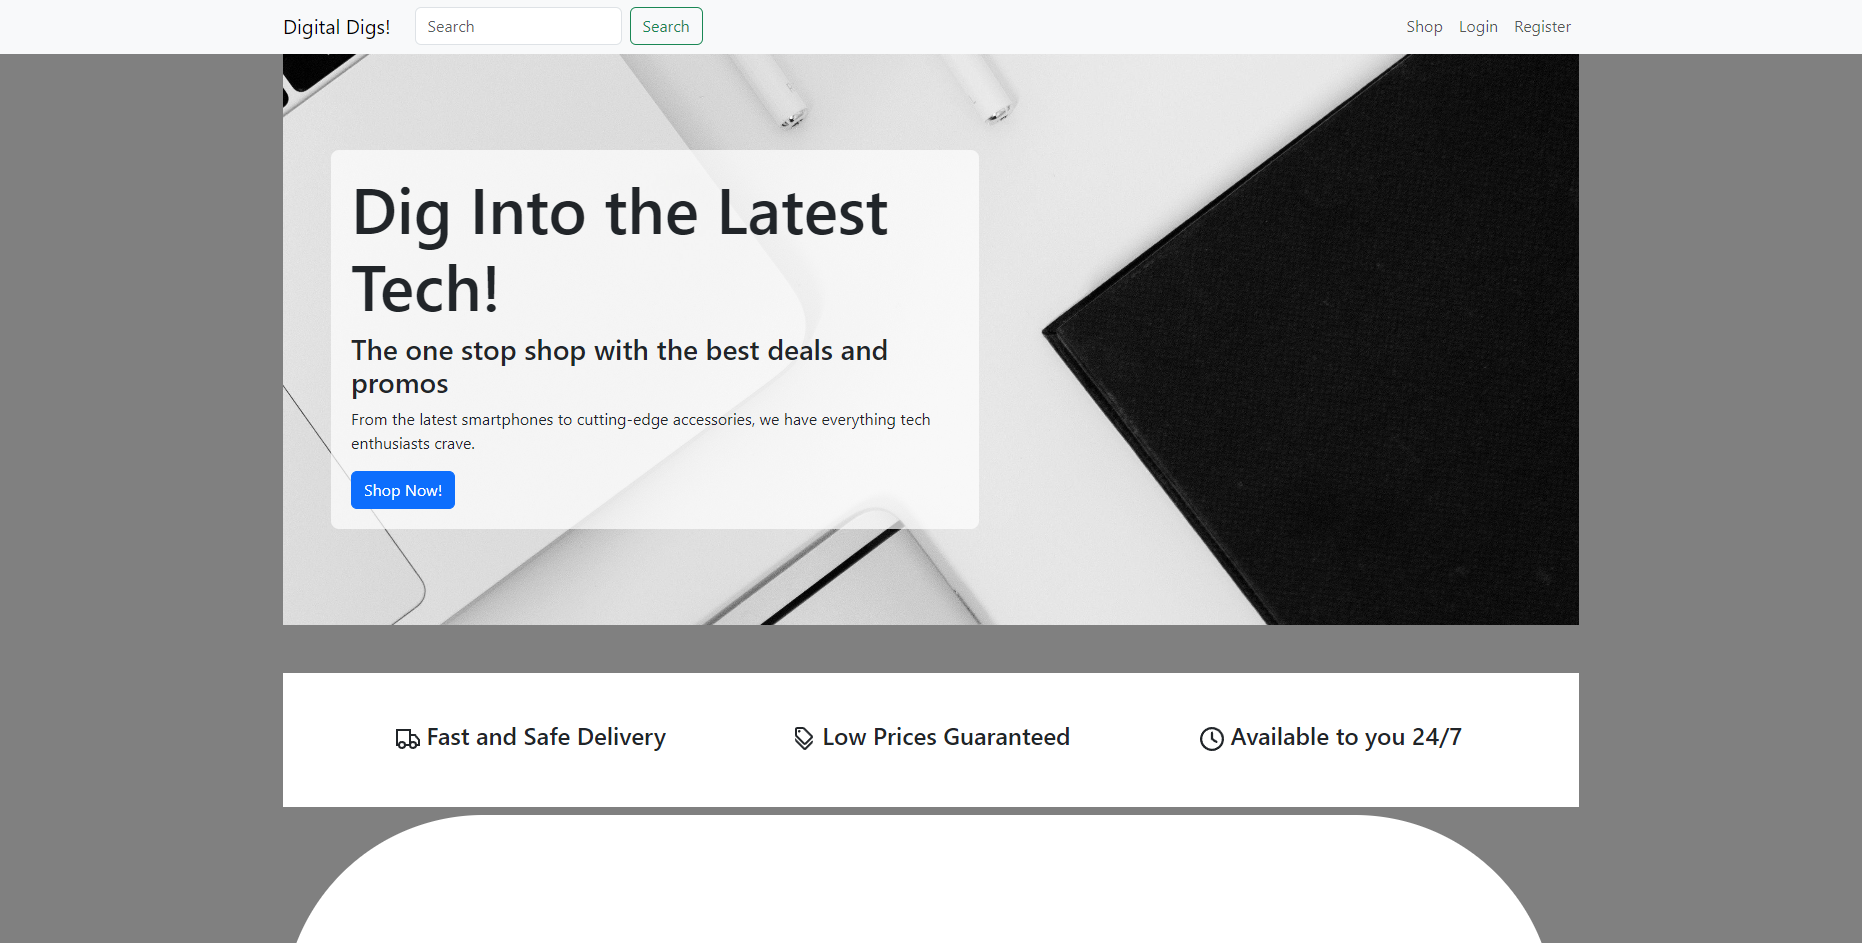 Digital Digs! Search Search Shop Login Register
Dig Into the Latest
Tech!
The one stop shop with the best deals and
promos
From the latest smartphones to cutting-edge accessories, we have everything tech
enthusiasts crave.
Shop Now!
Fast and Safe Delivery Low Prices Guaranteed Available to you 24/7